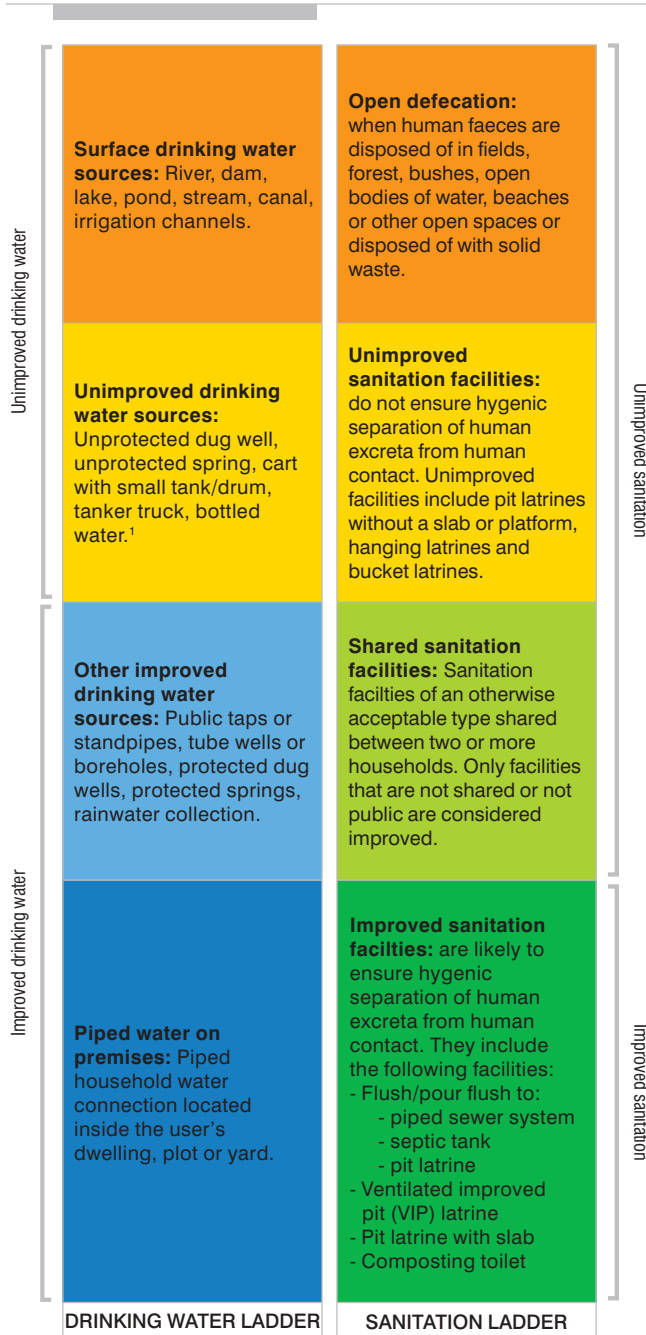 Unimproved drinking water
Surface drinking water
sources: River, dam,
lake, pond, stream, canal,
irrigation channels.
Unimproved drinking
water sources:
Unprotected dug well,
unprotected spring, cart
with small tank/drum,
tanker truck, bottled
water.¹
Improved drinking water
Other improved
drinking water
sources: Public taps or
standpipes, tube wells or
boreholes, protected dug
wells, protected springs,
rainwater collection.
Piped water on
premises: Piped
household water
connection located
inside the user’s
dwelling, plot or yard.
DRINKING WATER LADDER
Open defecation:
when human faeces are
disposed of in fields,
forest, bushes, open
bodies of water, beaches
or other open spaces or
disposed of with solid
waste.
Unimproved
sanitation facilities:
do not ensure hygenic
separation of human
excreta from human
contact. Unimproved
facilities include pit latrines
without a slab or platform,
hanging latrines and
bucket latrines.
Shared sanitation
facilities: Sanitation
facilties of an otherwise
acceptable type shared
between two or more
households. Only facilities
that are not shared or not
public are considered
improved.
Unimproved sanitation
Improved sanitation
facilties: are likely to
ensure hygenic
separation of human
excreta from human
contact. They include
the following facilities:
- Flush/pour flush to:
- piped sewer system
- septic tank
- pit latrine
- Ventilated improved
pit (VIP) latrine
- Pit latrine with slab
- Composting toilet
Improved sanitation
SANITATION LADDER